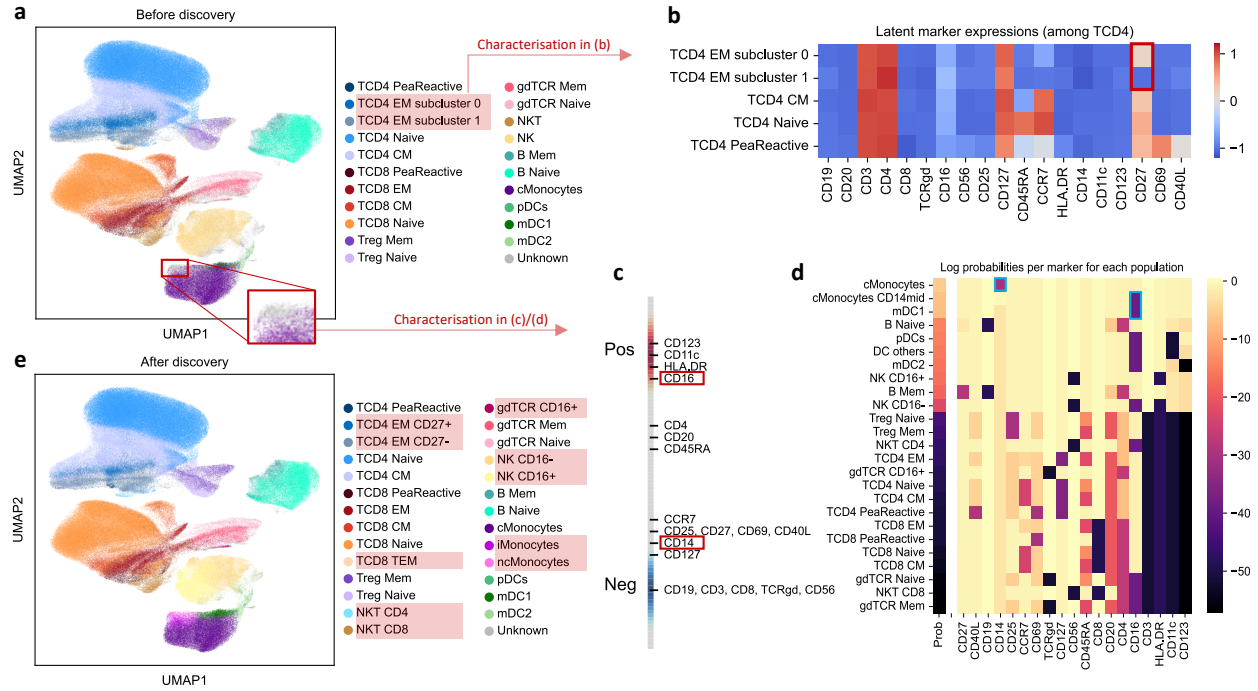 a
Before discovery
UMAP2
UMAP1
Characterisation in (b)
Characterisation in (c)/(d)
TCD4 PeaReactive
TCD4 EM subcluster 0
TCD4 EM subcluster 1
TCD4 Naive
TCD4 CM
TCD8 PeaReactive
TCD8 EM
TCD8 CM
TCD8 Naive
Treg Mem
Treg Naive
gdTCR Mem
gdTCR Naive
NKT
NK
B Mem
B Naive
cMonocytes
pDCs
mDC1
mDC2
Unknown
b
Latent marker expressions (among TCD4)
TCD4 EM subcluster 0
TCD4 EM subcluster 1
TCD4 CM
TCD4 Naive
TCD4 PeaReactive
CD19
CD20
CD3
CD4
CD8
TCRgd
CD16
CD56
CD25
CD127
CD45RA
CCR7
HLA.DR
CD14
CD11c
CD123
CD27
CD69
CD40L
1
0
−1
c
Pos
Neg
CD123
CD11c
HLA.DR
CD16
CD4
CD20
CD45RA
CCR7
CD25, CD27, CD69, CD40L
CD14
CD127
CD19, CD3, CD8, TCRgd, CD56
d
Log probabilities per marker for each population
cMonocytes
cMonocytes CD14mid
mDC1
B Naive
pDCs
DC others
mDC2
NK CD16+
B Mem
NK CD16-
Treg Naive
Treg Mem
NKT CD4
TCD4 EM
gdTCR CD16+
TCD4 Naive
TCD4 CM
TCD4 PeaReactive
TCD8 EM
TCD8 PeaReactive
TCD8 Naive
TCD8 CM
gdTCR Naive
NKT CD8
gdTCR Mem
Prob
CD27
CD40L
CD19
CD14
CD25
CCR7
CD69
TCRgd
CD127
CD56
CD45RA
CD8
CD20
CD4
CD16
CD3
HLA.DR
CD11c
CD123
0
−10
−20
−30
−40
−50
e
After discovery
UMAP2
UMAP1
TCD4 PeaReactive
TCD4 EM CD27+
TCD4 EM CD27-
TCD4 Naive
TCD4 CM
TCD8 PeaReactive
TCD8 EM
TCD8 CM
TCD8 Naive
TCD8 TEM
Treg Mem
Treg Naive
NKT CD4
NKT CD8
gdTCR CD16+
gdTCR Mem
gdTCR Naive
NK CD16-
NK CD16+
B Mem
B Naive
cMonocytes
iMonocytes
ncMonocytes
pDCs
mDC1
mDC2
Unknown